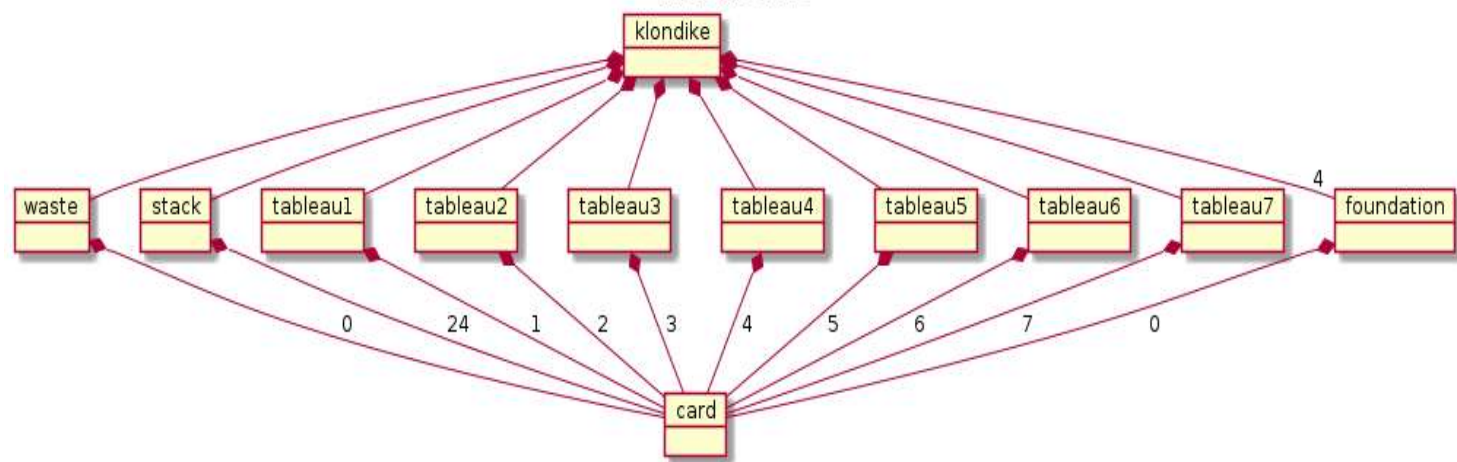 klondike
4
waste stack tableau1 tableau2 tableau3 tableau4 tableau5 tableau6 tableau7 foundation
0 24 1 2 3 4 5 6 7 0
card